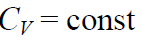 C_V = const